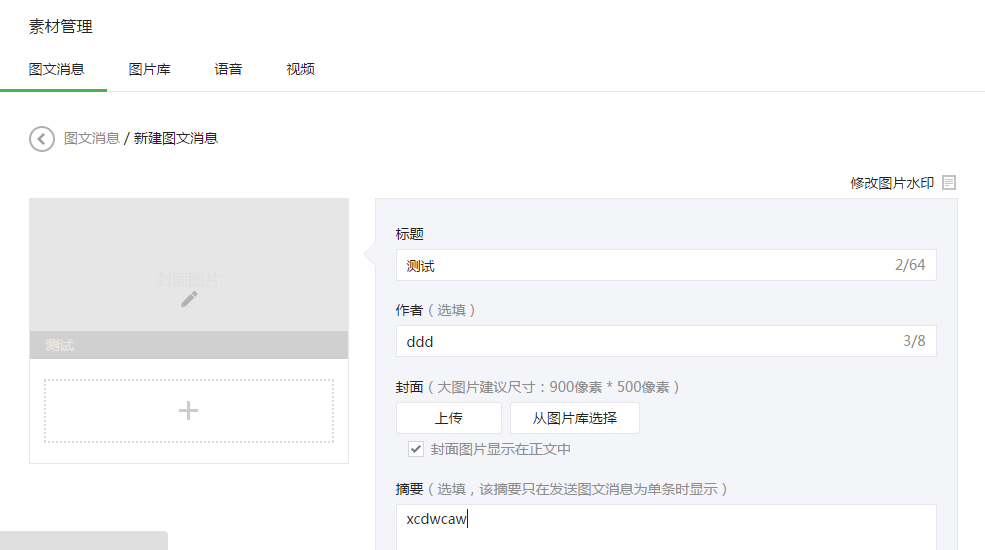 素材管理
图文消息 图片库 语音 视频
图文消息 / 新建图文消息
修改图片水印
封面图片
测试
标题
测试 2/64
作者（选填）
ddd 3/8
封面（大图片建议尺寸：900像素 * 500像素）
上传 从图片库选择
封面图片显示在正文中
摘要（选填，该摘要只在发送图文消息为单条时显示）
xcdwcaw